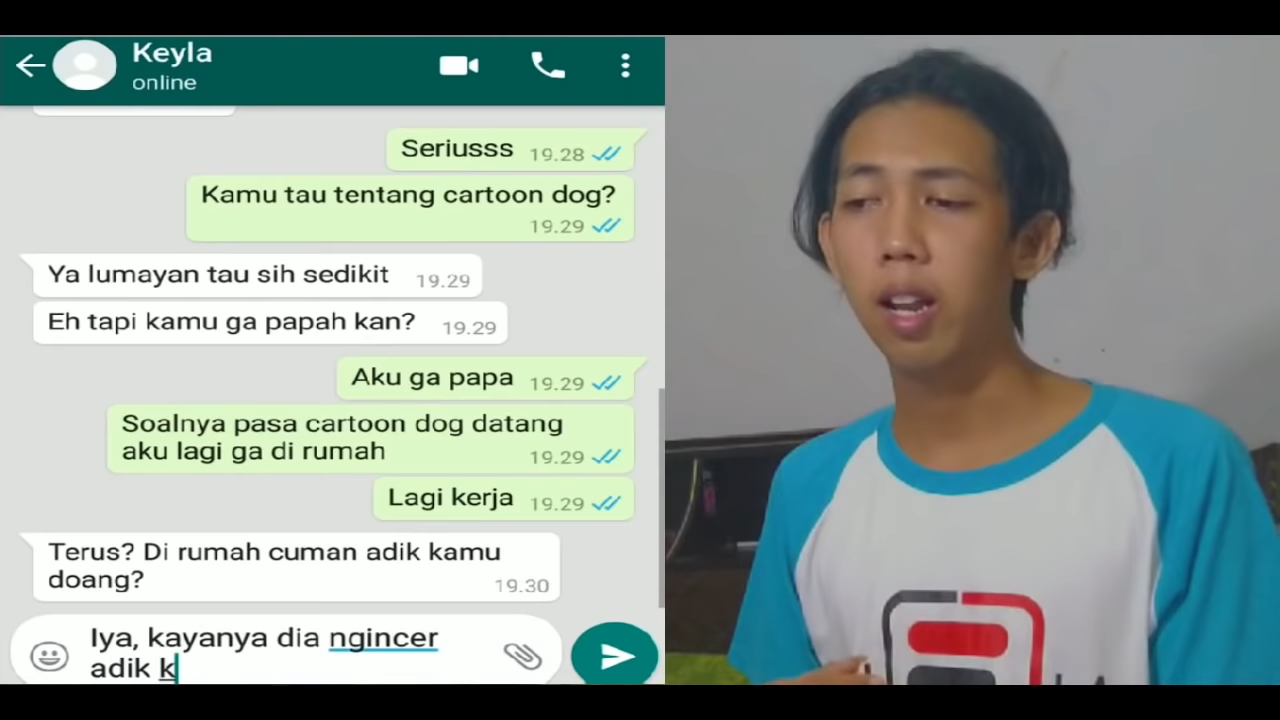 Keyla
online
Seriusss 19.28
Kamu tau tentang cartoon dog?
19.29
Ya lumayan tau sih sedikit 19.29
Eh tapi kamu ga papah kan? 19.29
Aku ga papa 19.29
Soalnya pasa cartoon dog datang
aku lagi ga di rumah 19.29
Lagi kerja 19.29
Terus? Di rumah cuman adik kamu
doang? 19.30
Iya, kayanya dia ngincer
adik k